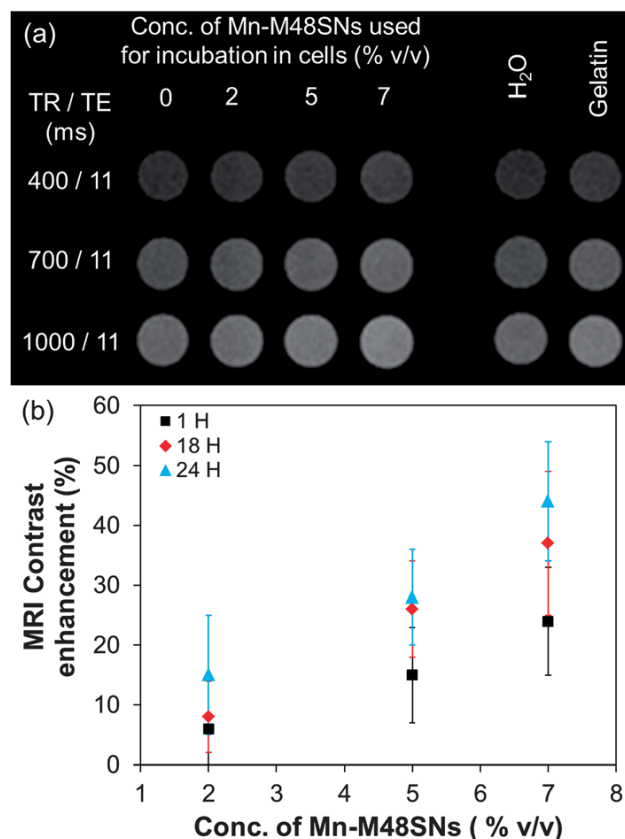 (a)
Conc. of Mn-M48SNs used
for incubation in cells (% v/v)
TR / TE
(ms)
0 2 5 7
H₂O
Gelatin
400 / 11
700 / 11
1000 / 11
(b)
60
50
40
30
20
10
0
MRI Contrast
enhancement (%)
1 H
18 H
24 H
1 2 3 4 5 6 7 8
Conc. of Mn-M48SNs ( % v/v)